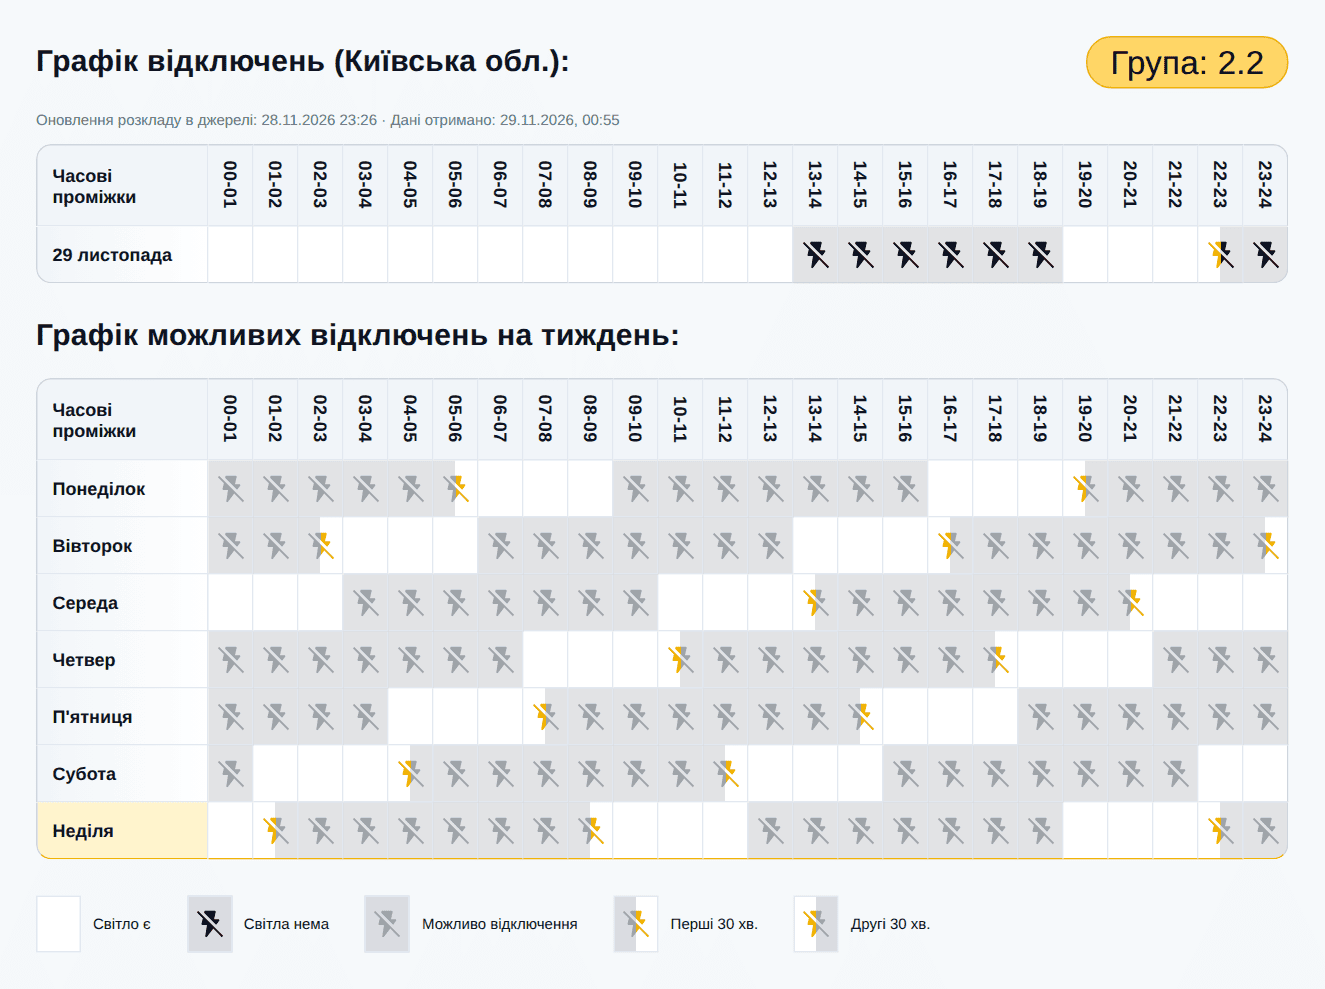 Графік відключень (Київська обл.):
Група: 2.2
Оновлення розкладу в джерелі: 28.11.2026 23:26 · Дані отримано: 29.11.2026, 00:55
Часові проміжки 00-01 01-02 02-03 03-04 04-05 05-06 06-07 07-08 08-09 09-10 10-11 11-12 12-13 13-14 14-15 15-16 16-17 17-18 18-19 19-20 20-21 21-22 22-23 23-24
29 листопада
Графік можливих відключень на тиждень:
Часові проміжки 00-01 01-02 02-03 03-04 04-05 05-06 06-07 07-08 08-09 09-10 10-11 11-12 12-13 13-14 14-15 15-16 16-17 17-18 18-19 19-20 20-21 21-22 22-23 23-24
Понеділок
Вівторок
Середа
Четвер
П'ятниця
Субота
Неділя
Світло є Світла нема Можливо відключення Перші 30 хв. Другі 30 хв.